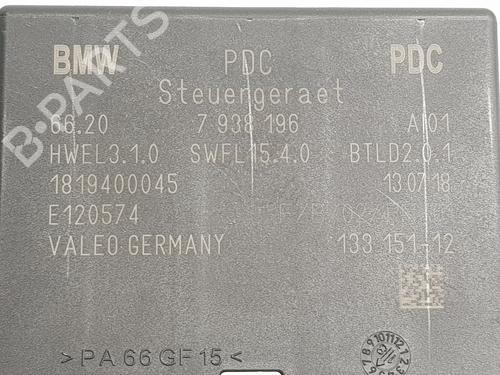 BMW PDC PDC
Steuergeraet
66.20 7 938 196 AI01
HWEL3.1.0 SWFL15.4.0 BTLD2.0.1
1819400045 13.07.18
E120574
VALEO GERMANY 133 151-12
>PA 66 GF 15<
B-PARTS